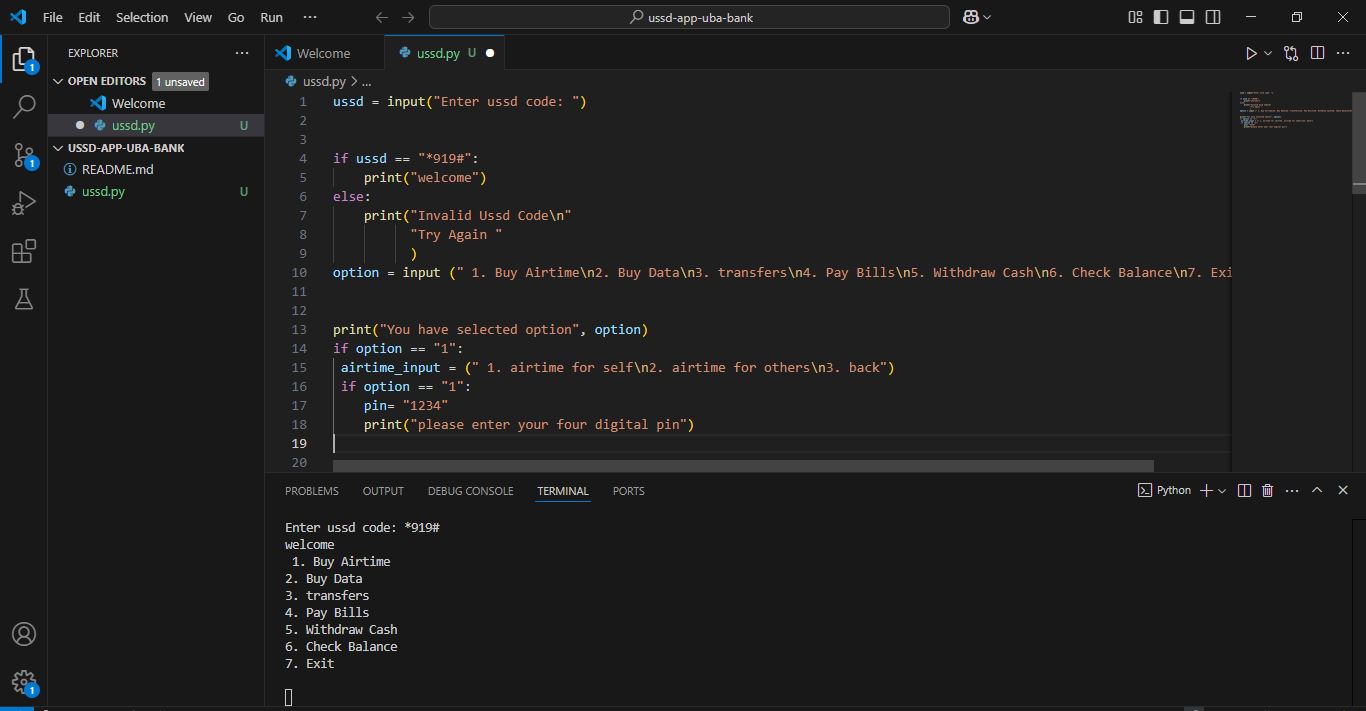 File Edit Selection View Go Run ··· ussd-app-uba-bank
EXPLORER ···
OPEN EDITORS 1 unsaved
Welcome
ussd.py U
USSD-APP-UBA-BANK
README.md
ussd.py U
1
1
1
Welcome ussd.py U
ussd.py > ...
1 ussd = input("Enter ussd code: ")
2
3
4 if ussd == "*919#":
5 print("welcome")
6 else:
7 print("Invalid Ussd Code\n"
8 "Try Again "
9 )
10 option = input (" 1. Buy Airtime\n2. Buy Data\n3. transfers\n4. Pay Bills\n5. Withdraw Cash\n6. Check Balance\n7. Exi
11
12
13 print("You have selected option", option)
14 if option == "1":
15 airtime_input = (" 1. airtime for self\n2. airtime for others\n3. back")
16 if option == "1":
17 pin= "1234"
18 print("please enter your four digital pin")
19
20
PROBLEMS OUTPUT DEBUG CONSOLE TERMINAL PORTS Python
Enter ussd code: *919#
welcome
 1. Buy Airtime
2. Buy Data
3. transfers
4. Pay Bills
5. Withdraw Cash
6. Check Balance
7. Exit